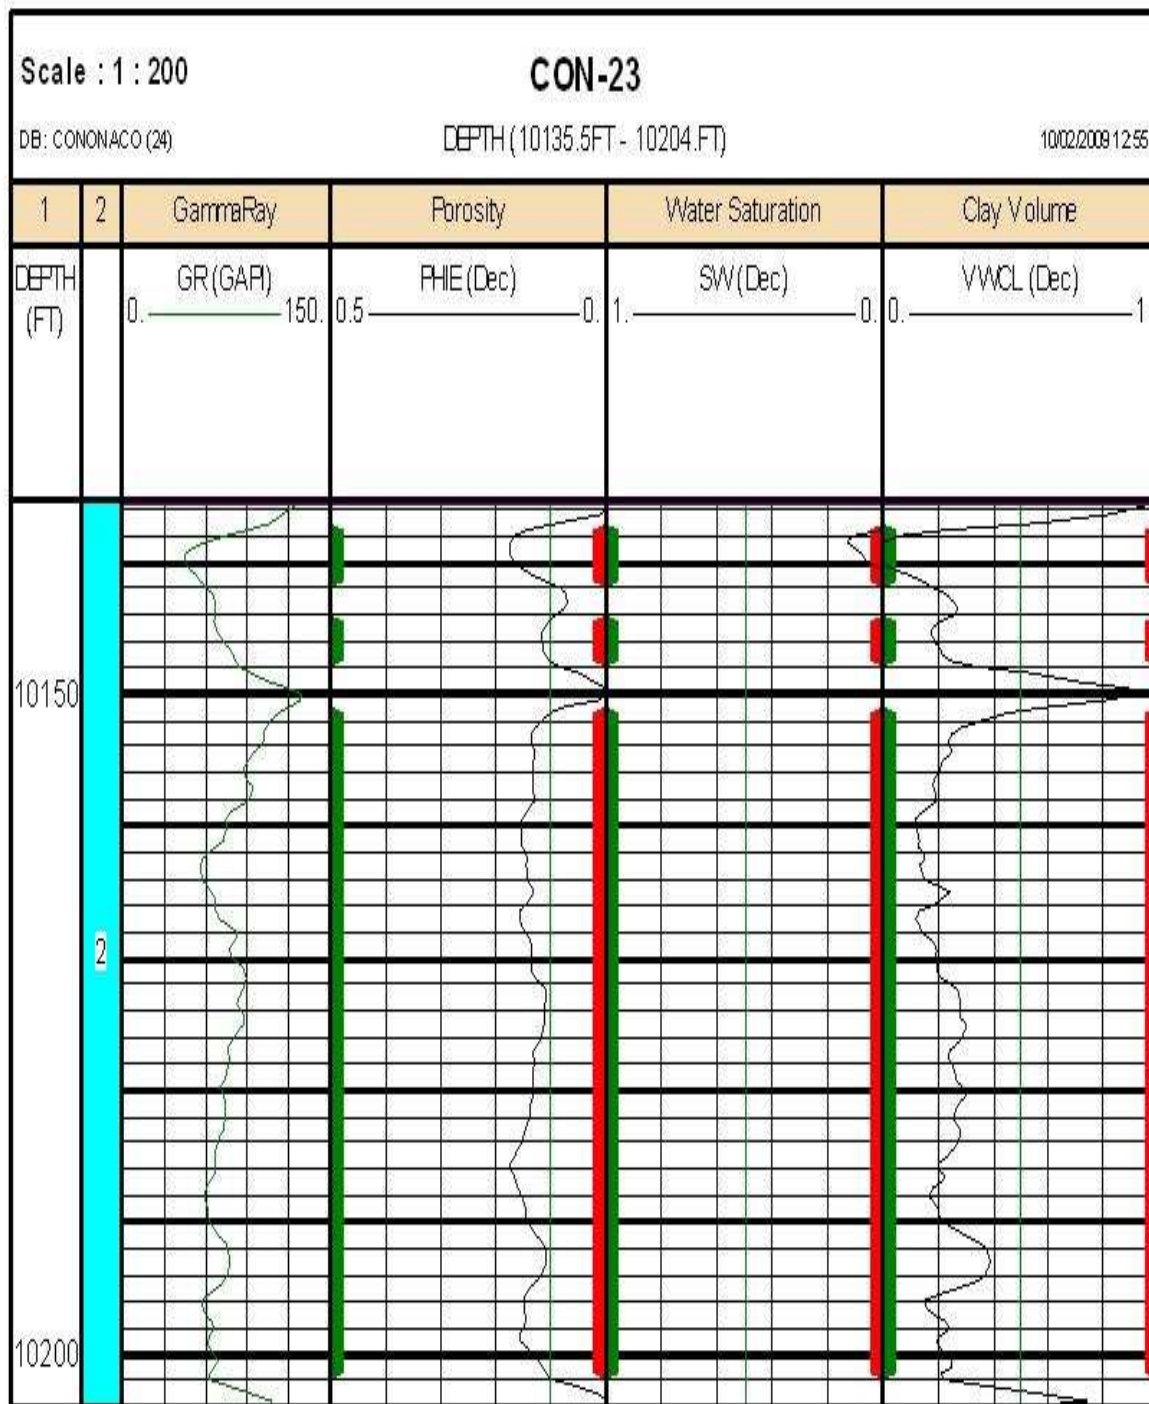 Scale : 1 : 200
CON-23
DB: CONONACO (24)
DEPTH (10135.5FT - 10204.FT)
10/02/2009 12:55
1 2 GammaRay Porosity Water Saturation Clay Volume
DEPTH (FT)
GR (GAPI)
0. 150.
PHIE (Dec)
0.5 0.
SW (Dec)
1. 0.
VWCL (Dec)
0. 1
10150
2
10200